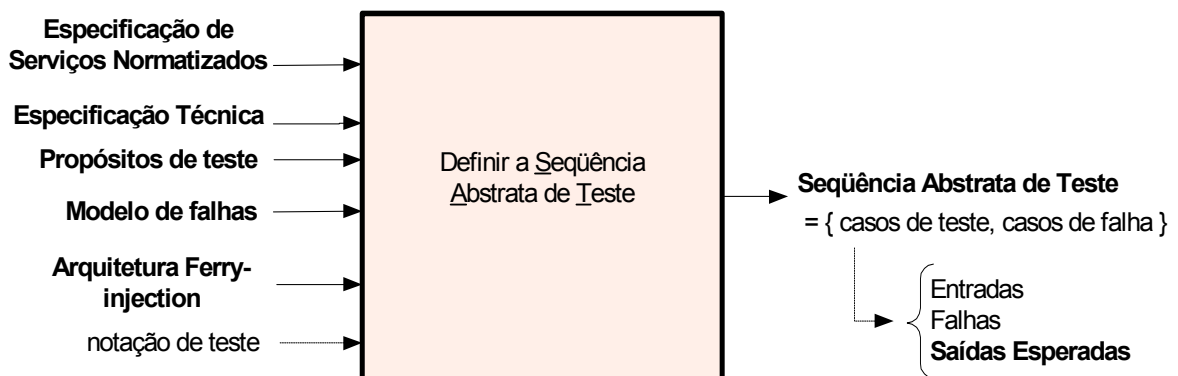 Especificação de
Serviços Normatizados
Especificação Técnica
Propósitos de teste
Modelo de falhas
Arquitetura Ferry-
injection
notação de teste
Definir a Seqüência
Abstrata de Teste
Seqüência Abstrata de Teste
= { casos de teste, casos de falha }
Entradas
Falhas
Saídas Esperadas